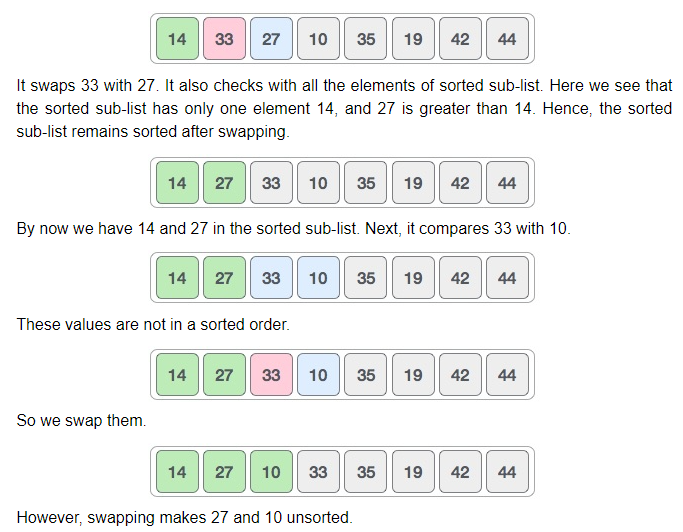 14 33 27 10 35 19 42 44
It swaps 33 with 27. It also checks with all the elements of sorted sub-list. Here we see that
the sorted sub-list has only one element 14, and 27 is greater than 14. Hence, the sorted
sub-list remains sorted after swapping.
14 27 33 10 35 19 42 44
By now we have 14 and 27 in the sorted sub-list. Next, it compares 33 with 10.
14 27 33 10 35 19 42 44
These values are not in a sorted order.
14 27 33 10 35 19 42 44
So we swap them.
14 27 10 33 35 19 42 44
However, swapping makes 27 and 10 unsorted.